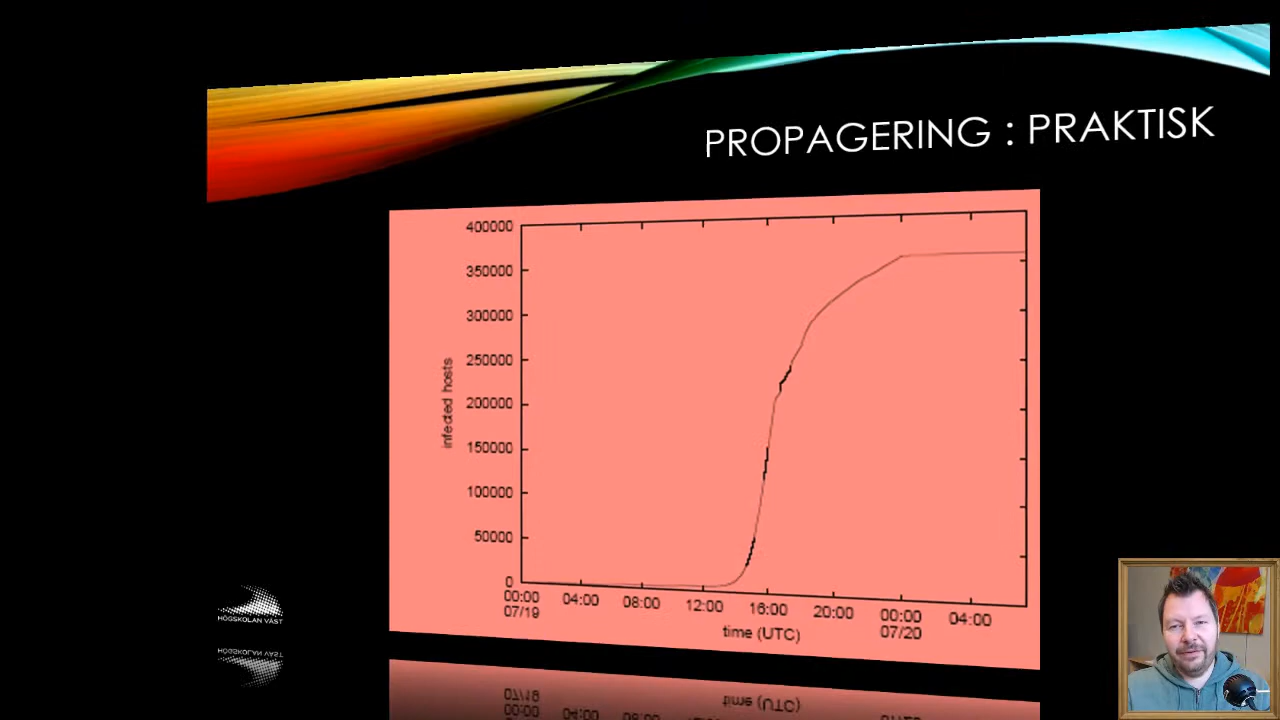 PROPAGERING : PRAKTISK
400000
350000
300000
250000
200000
150000
100000
50000
0
infected hosts
00:00 04:00 08:00 12:00 16:00 20:00 00:00 04:00
07/19 07/20
time (UTC)
HÖGSKOLAN VÄST